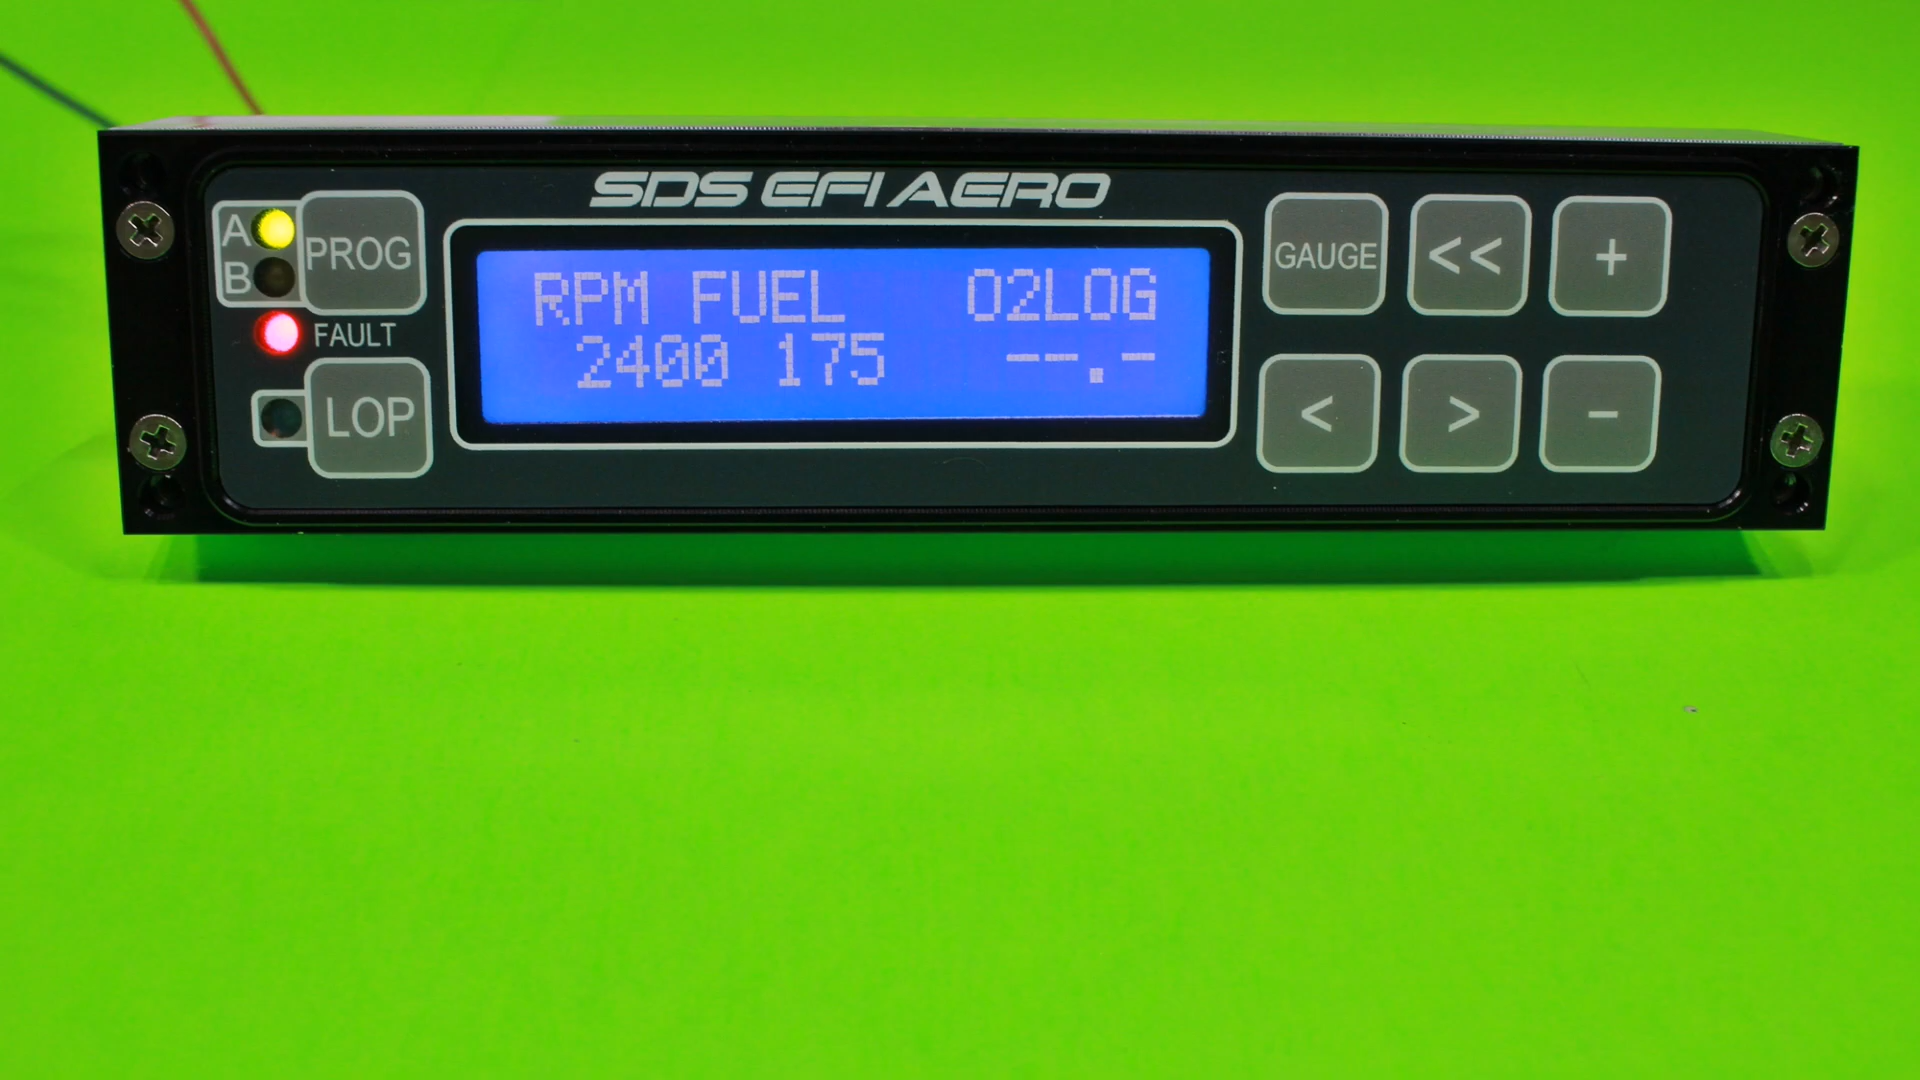 SDS EFI AERO
A
B
PROG
FAULT
LOP
RPM FUEL O2LOG
2400 175 --.-
GAUGE
<<
+
<
>
-